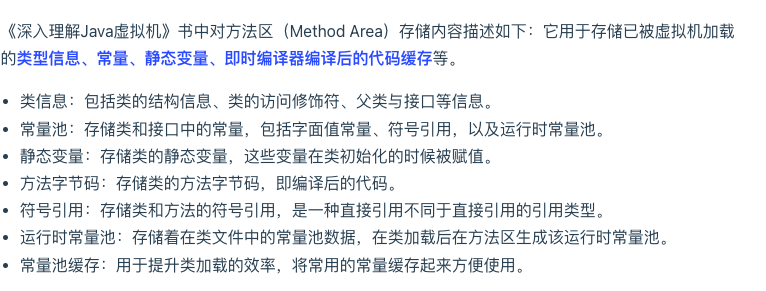 《深入理解Java虚拟机》书中对方法区（Method Area）存储内容描述如下：它用于存储已被虚拟机加载
的类型信息、常量、静态变量、即时编译器编译后的代码缓存等。
• 类信息：包括类的结构信息、类的访问修饰符、父类与接口等信息。
• 常量池：存储类和接口中的常量，包括字面值常量、符号引用，以及运行时常量池。
• 静态变量：存储类的静态变量，这些变量在类初始化的时候被赋值。
• 方法字节码：存储类的方法字节码，即编译后的代码。
• 符号引用：存储类和方法的符号引用，是一种直接引用不同于直接引用的引用类型。
• 运行时常量池：存储着在类文件中的常量池数据，在类加载后在方法区生成该运行时常量池。
• 常量池缓存：用于提升类加载的效率，将常用的常量缓存起来方便使用。